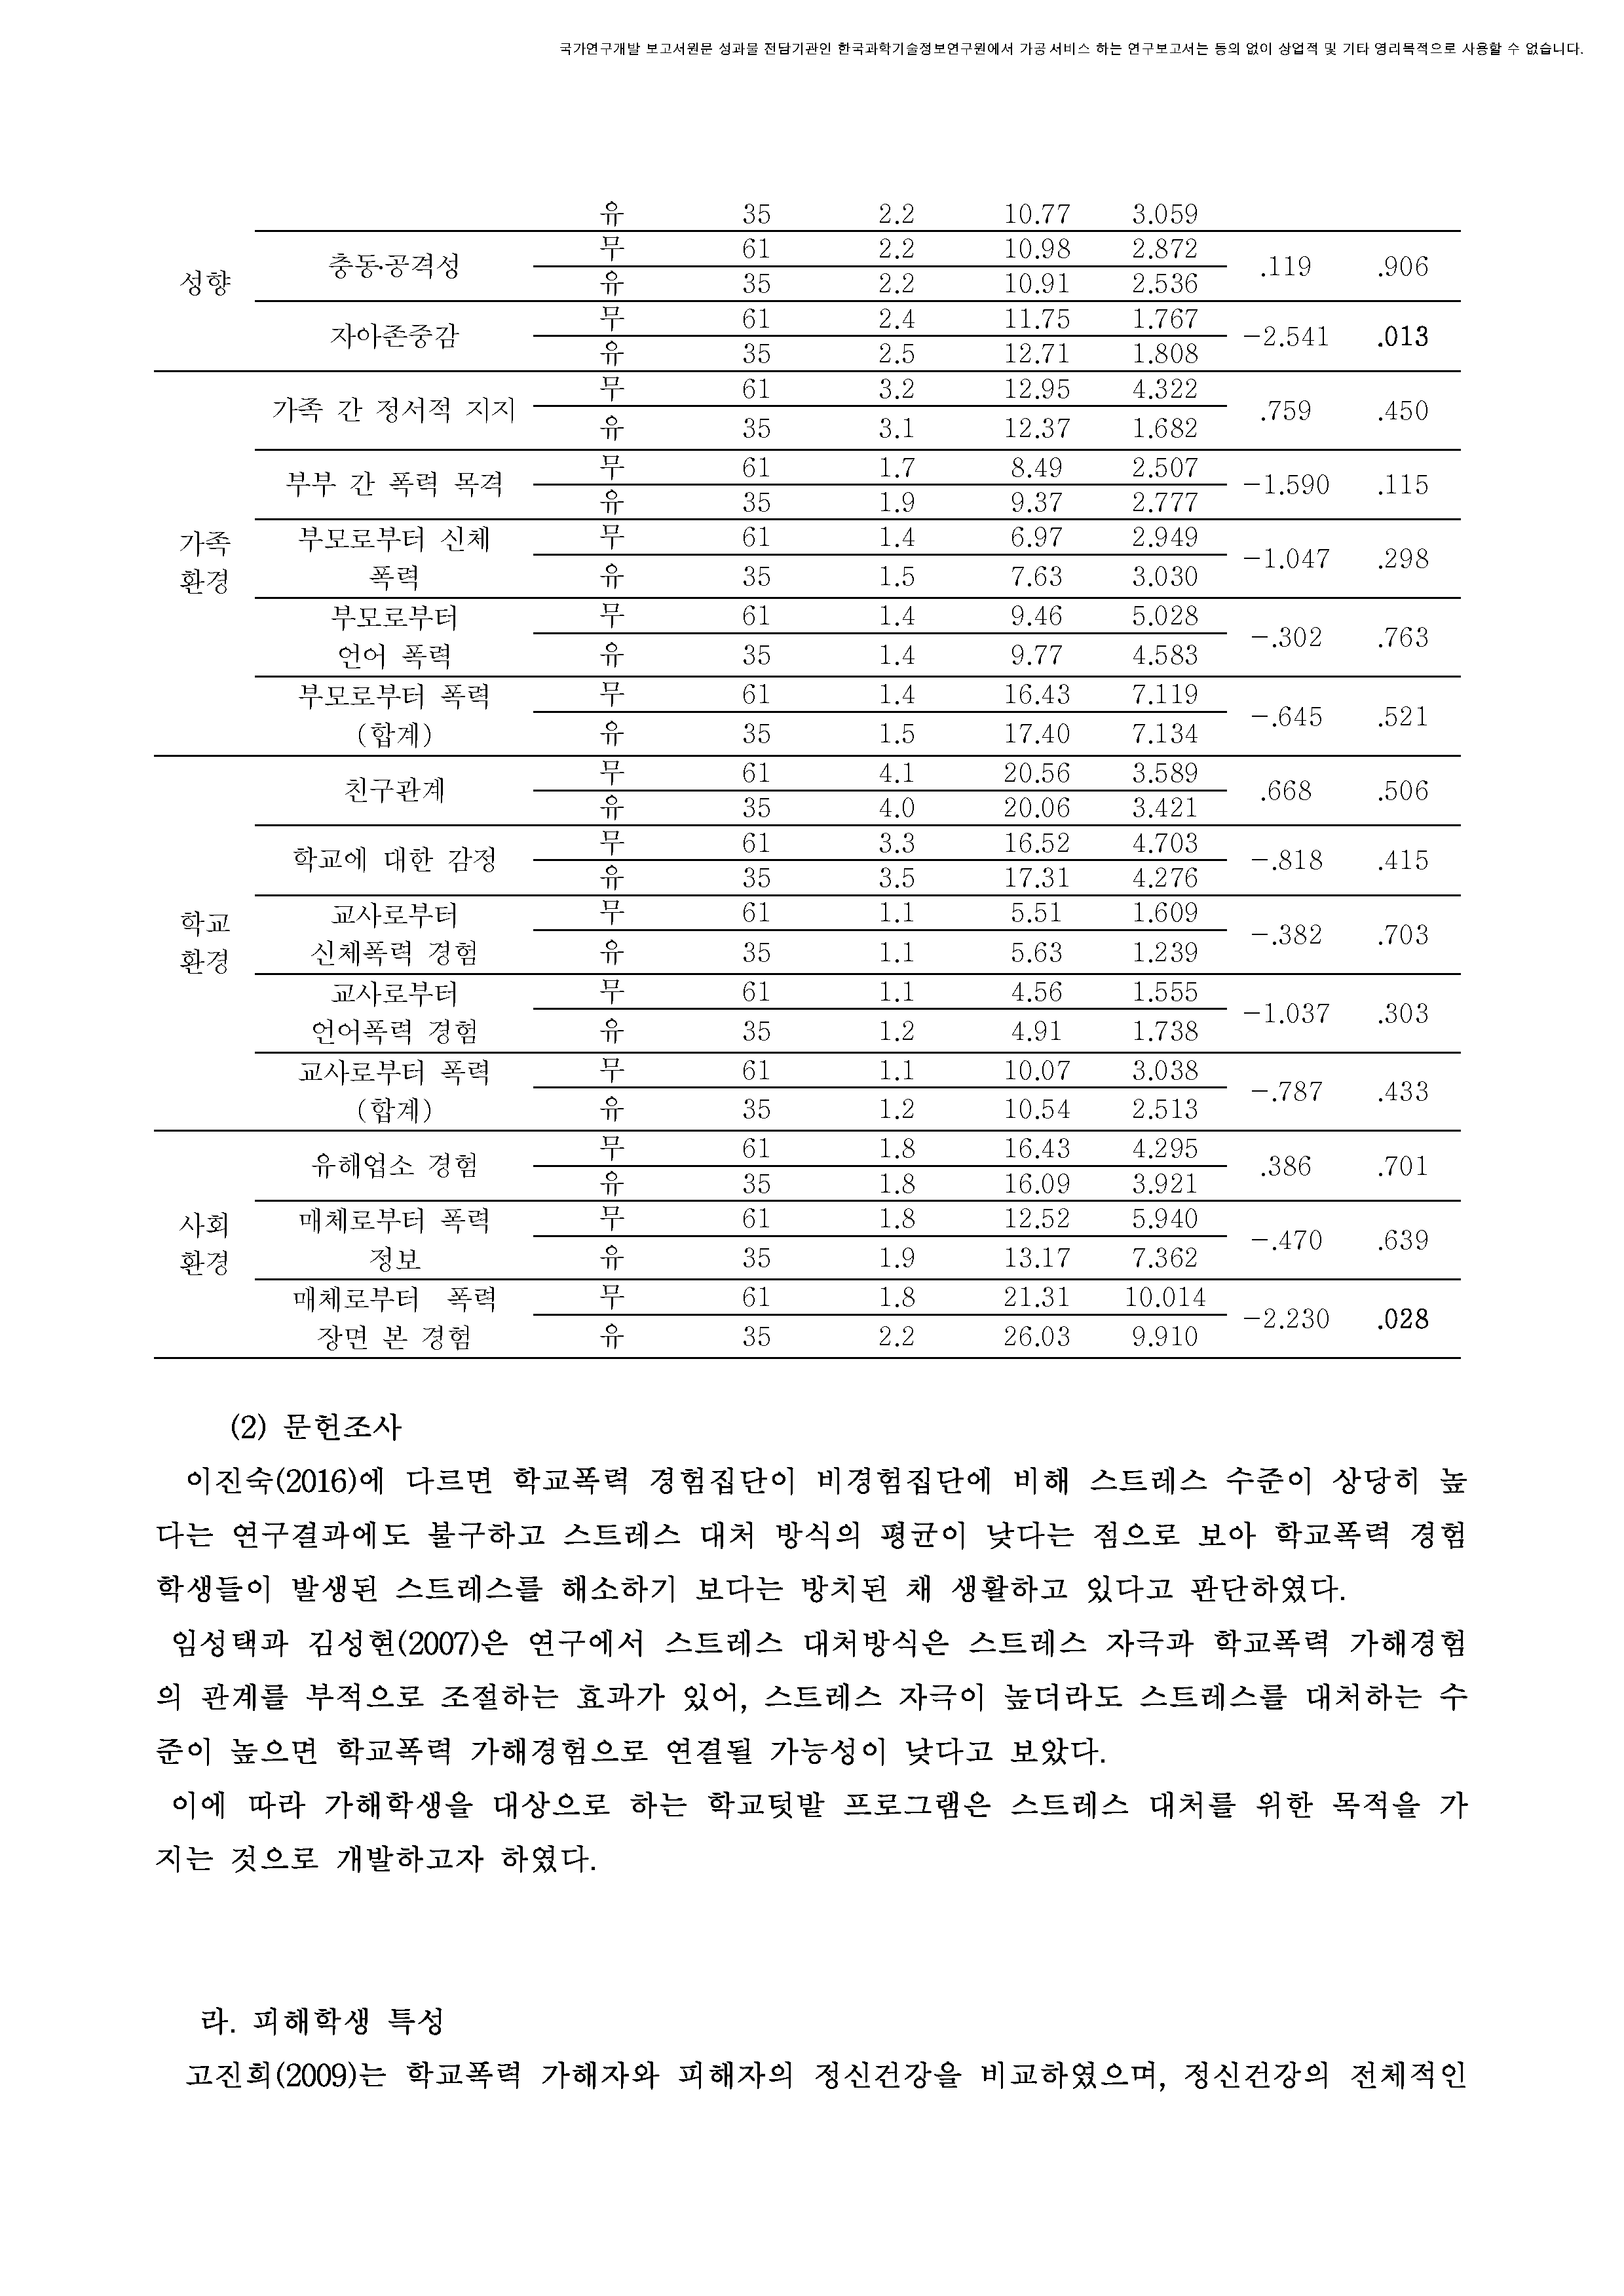 국가연구개발 보고서원문 성과물 전담기관인 한국과학기술정보연구원에서 가공·서비스 하는 연구보고서는 동의 없이 상업적 및 기타 영리목적으로 사용할 수 없습니다.
유 35 2.2 10.77 3.059
성향 충동·공격성 무 61 2.2 10.98 2.872 .119 .906
유 35 2.2 10.91 2.536
자아존중감 무 61 2.4 11.75 1.767 -2.541 .013
유 35 2.5 12.71 1.808
가족 간 정서적 지지 무 61 3.2 12.95 4.322 .759 .450
유 35 3.1 12.37 1.682
부부 간 폭력 목격 무 61 1.7 8.49 2.507 -1.590 .115
유 35 1.9 9.37 2.777
가족 부모로부터 신체 무 61 1.4 6.97 2.949 -1.047 .298
환경 폭력 유 35 1.5 7.63 3.030
부모로부터 무 61 1.4 9.46 5.028 -.302 .763
언어 폭력 유 35 1.4 9.77 4.583
부모로부터 폭력 무 61 1.4 16.43 7.119 -.645 .521
(합계) 유 35 1.5 17.40 7.134
친구관계 무 61 4.1 20.56 3.589 .668 .506
유 35 4.0 20.06 3.421
학교에 대한 감정 무 61 3.3 16.52 4.703 -.818 .415
유 35 3.5 17.31 4.276
학교 교사로부터 무 61 1.1 5.51 1.609 -.382 .703
환경 신체폭력 경험 유 35 1.1 5.63 1.239
교사로부터 무 61 1.1 4.56 1.555 -1.037 .303
언어폭력 경험 유 35 1.2 4.91 1.738
교사로부터 폭력 무 61 1.1 10.07 3.038 -.787 .433
(합계) 유 35 1.2 10.54 2.513
유해업소 경험 무 61 1.8 16.43 4.295 .386 .701
유 35 1.8 16.09 3.921
사회 매체로부터 폭력 무 61 1.8 12.52 5.940 -.470 .639
환경 정보 유 35 1.9 13.17 7.362
매체로부터 폭력 무 61 1.8 21.31 10.014 -2.230 .028
장면 본 경험 유 35 2.2 26.03 9.910
(2) 문헌조사
이진숙(2016)에 다르면 학교폭력 경험집단이 비경험집단에 비해 스트레스 수준이 상당히 높
다는 연구결과에도 불구하고 스트레스 대처 방식의 평균이 낮다는 점으로 보아 학교폭력 경험
학생들이 발생된 스트레스를 해소하기 보다는 방치된 채 생활하고 있다고 판단하였다.
임성택과 김성현(2007)은 연구에서 스트레스 대처방식은 스트레스 자극과 학교폭력 가해경험
의 관계를 부적으로 조절하는 효과가 있어, 스트레스 자극이 높더라도 스트레스를 대처하는 수
준이 높으면 학교폭력 가해경험으로 연결될 가능성이 낮다고 보았다.
이에 따라 가해학생을 대상으로 하는 학교텃밭 프로그램은 스트레스 대처를 위한 목적을 가
지는 것으로 개발하고자 하였다.
라. 피해학생 특성
고진희(2009)는 학교폭력 가해자와 피해자의 정신건강을 비교하였으며, 정신건강의 전체적인